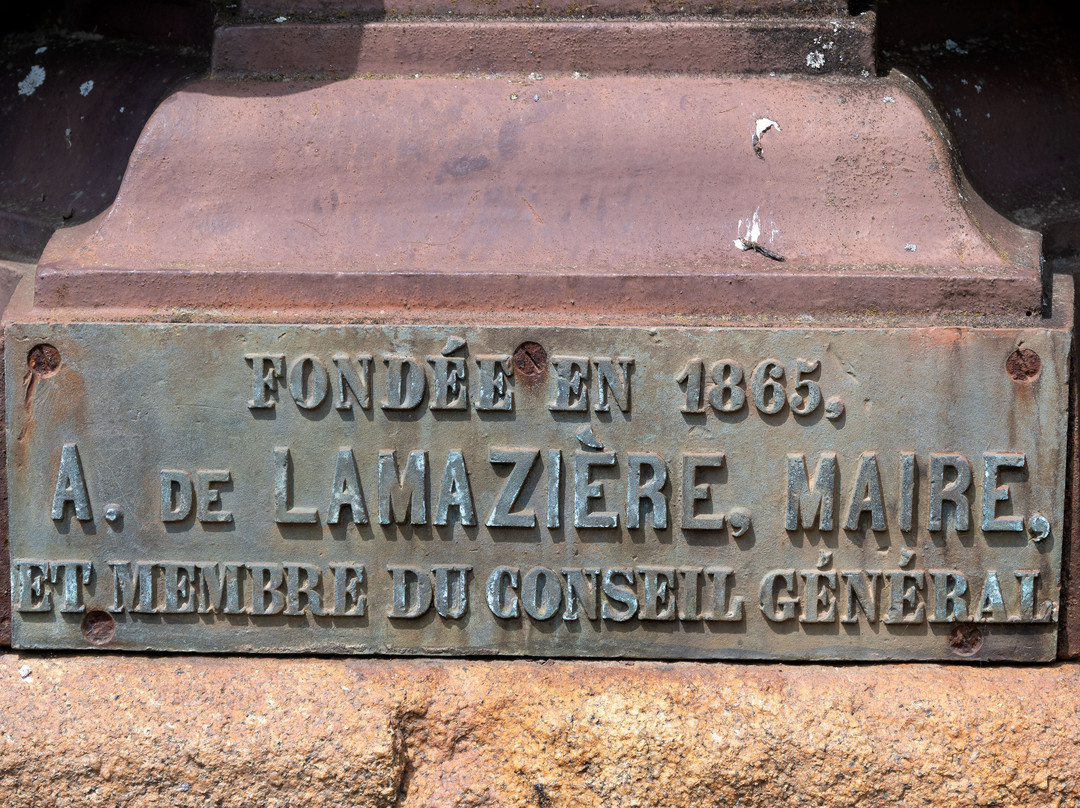 FONDÉE EN 1865.
A. DE LAMAZIÈRE, MAIRE,
ET MEMBRE DU CONSEIL GÉNÉRAL